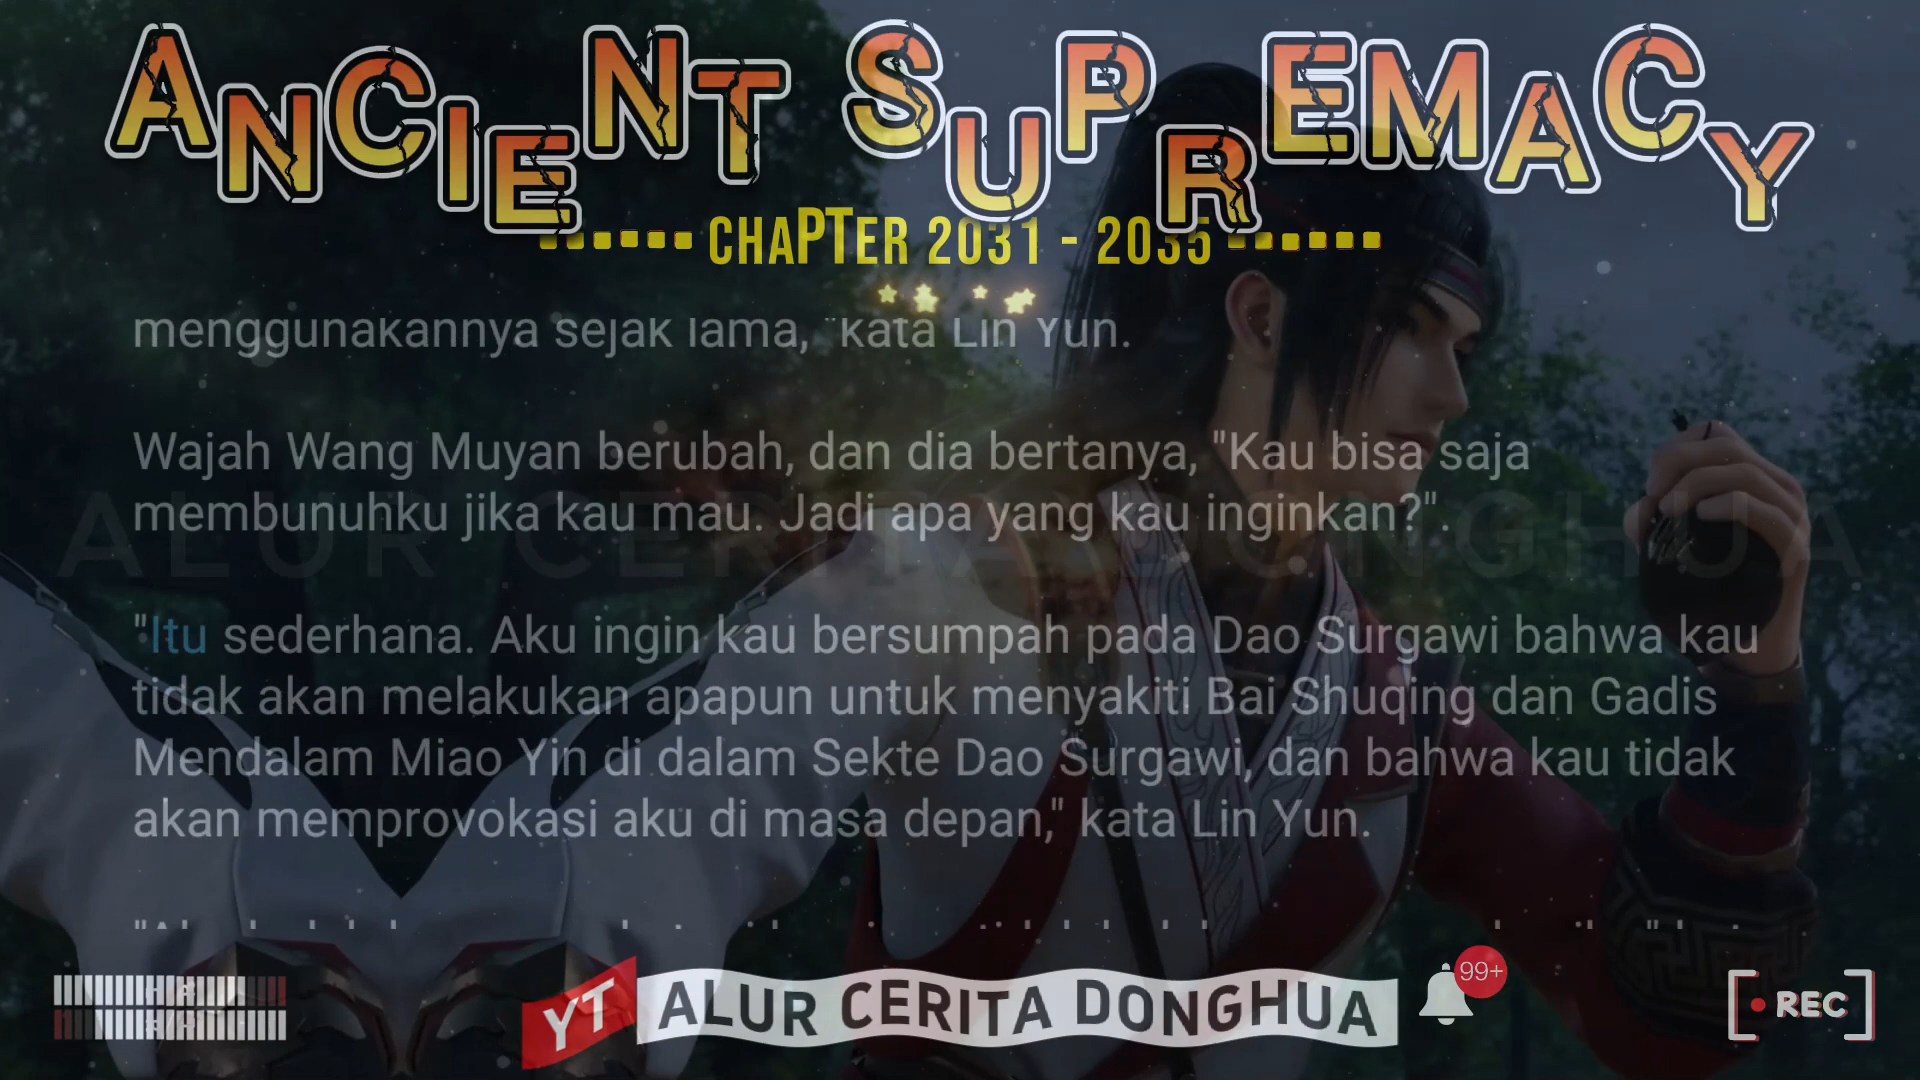 ANCIENT SUPREMACY
CHAPTER 2031 - 2035
menggunakannya sejak lama, "kata Lin Yun.
Wajah Wang Muyan berubah, dan dia bertanya, "Kau bisa saja
membunuhku jika kau mau. Jadi apa yang kau inginkan?".
ALUR CERITA DONGHUA
"Itu sederhana. Aku ingin kau bersumpah pada Dao Surgawi bahwa kau
tidak akan melakukan apapun untuk menyakiti Bai Shuqing dan Gadis
Mendalam Miao Yin di dalam Sekte Dao Surgawi, dan bahwa kau tidak
akan memprovokasi aku di masa depan," kata Lin Yun.
YT ALUR CERITA DONGHUA
99+
REC